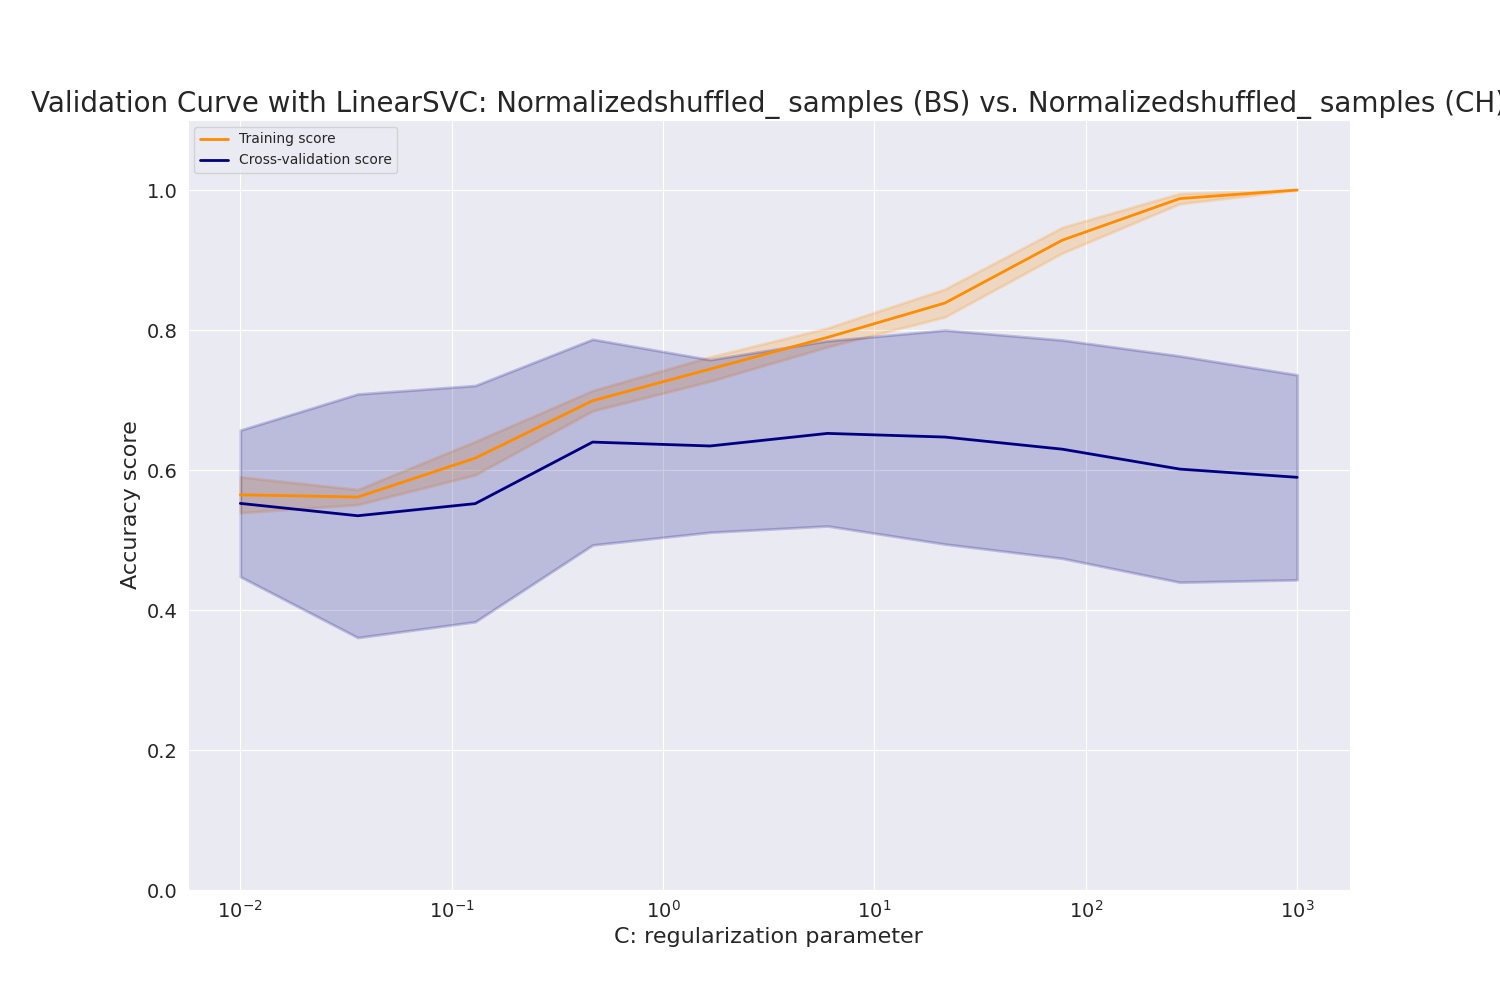 Validation Curve with LinearSVC: Normalizedshuffled_ samples (BS) vs. Normalizedshuffled_ samples (CH)
Training score
Cross-validation score
1.0
0.8
0.6
0.4
0.2
0.0
Accuracy score
10⁻² 10⁻¹ 10⁰ 10¹ 10² 10³
C: regularization parameter